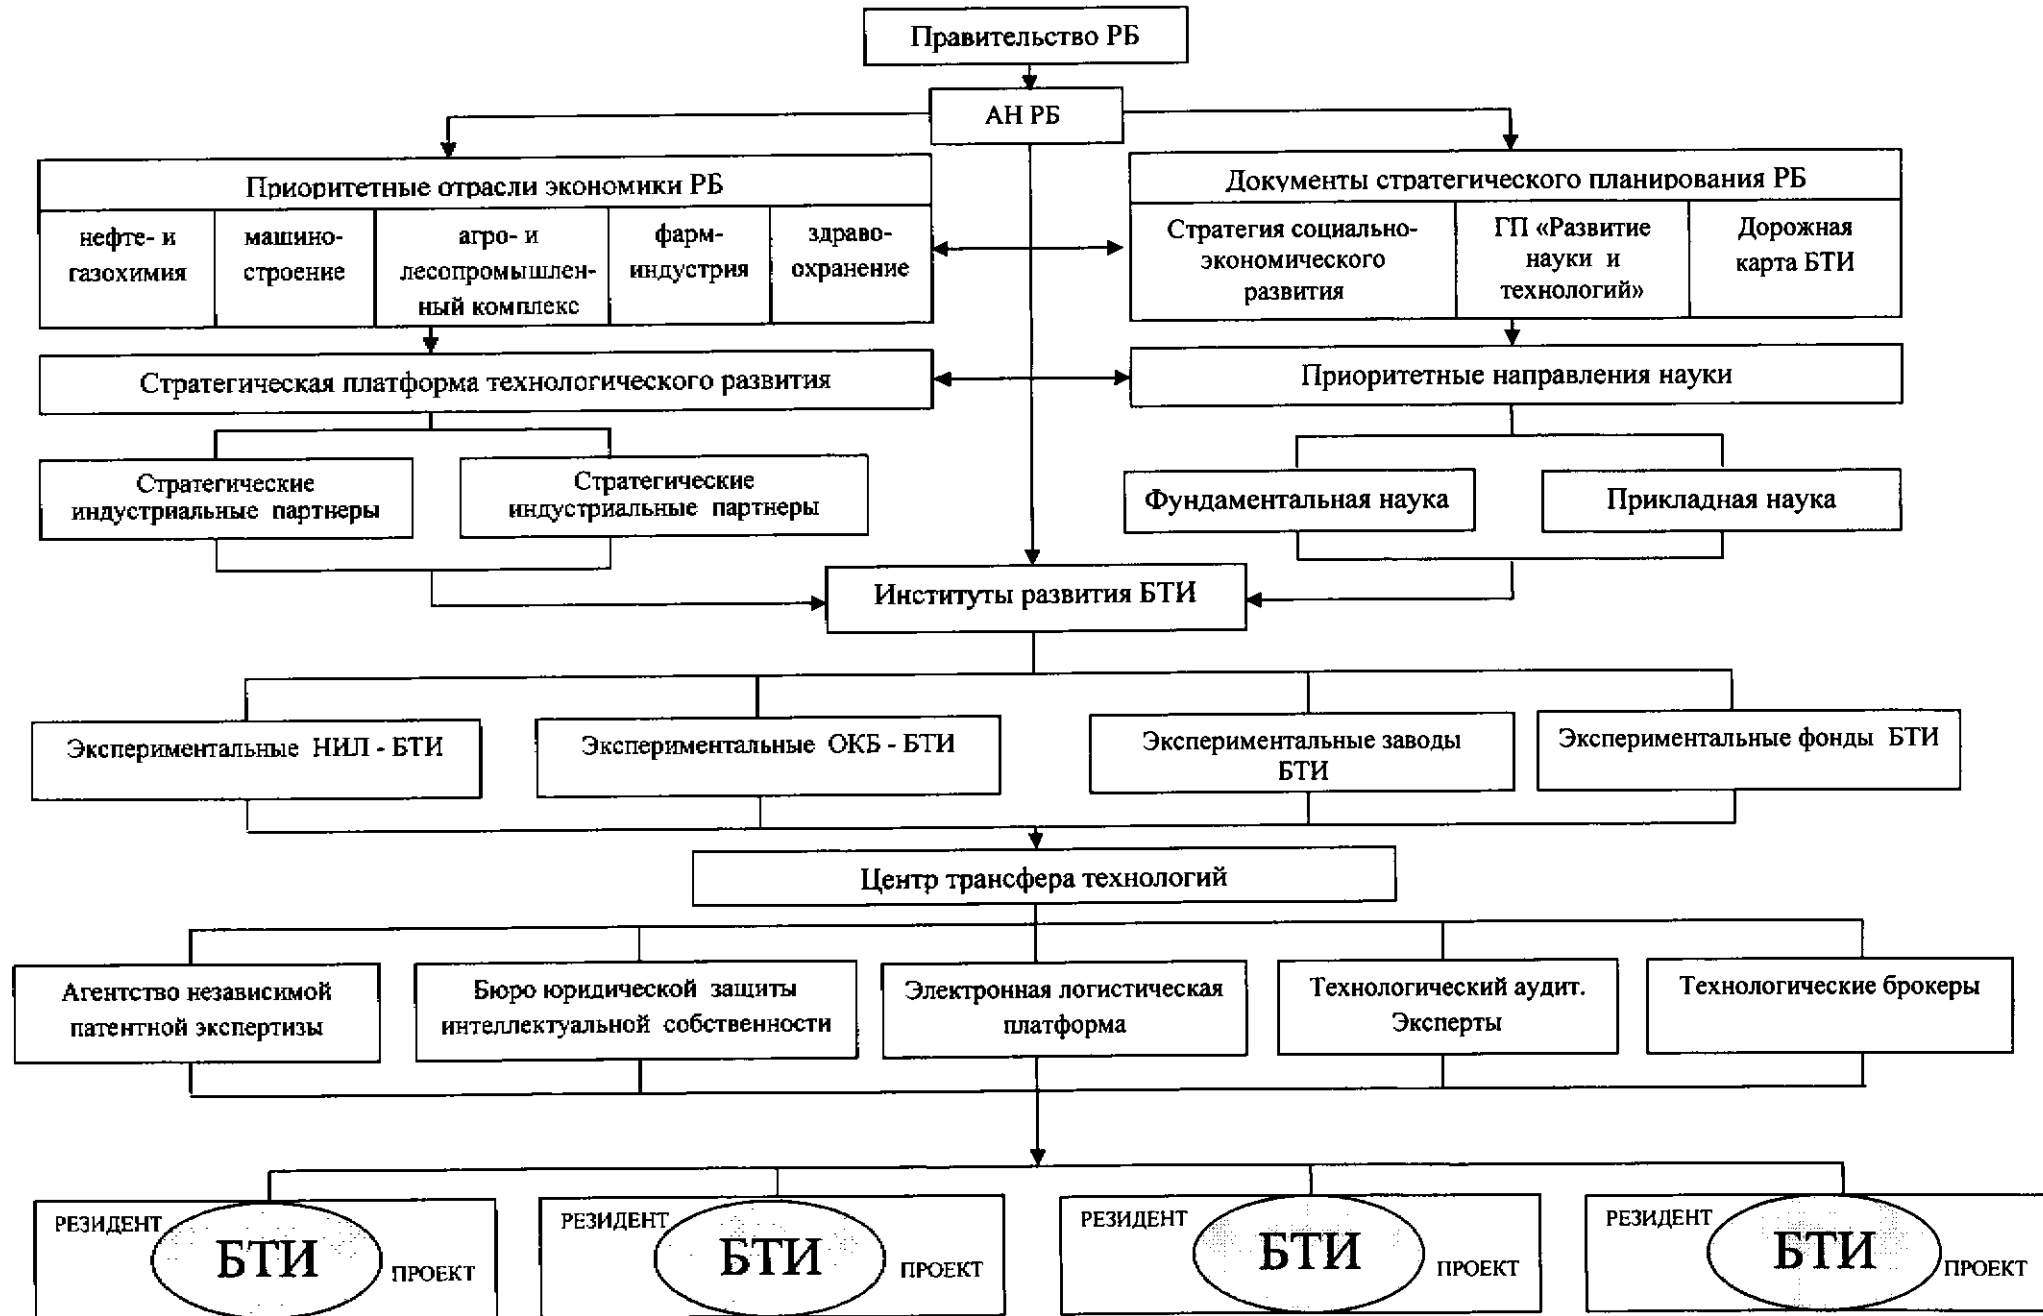 Правительство РБ
АН РБ
Приоритетные отрасли экономики РБ
нефте- и
газохимия
машино-
строение
агро- и
лесопромышлен-
ный комплекс
фарм-
индустрия
здраво-
охранение
Документы стратегического планирования РБ
Стратегия социально-
экономического
развития
ГП «Развитие
науки и
технологий»
Дорожная
карта БТИ
Стратегическая платформа технологического развития
Приоритетные направления науки
Стратегические
индустриальные партнеры
Стратегические
индустриальные партнеры
Фундаментальная наука
Прикладная наука
Институты развития БТИ
Экспериментальные НИЛ - БТИ
Экспериментальные ОКБ - БТИ
Экспериментальные заводы
БТИ
Экспериментальные фонды БТИ
Центр трансфера технологий
Агентство независимой
патентной экспертизы
Бюро юридической защиты
интеллектуальной собственности
Электронная логистическая
платформа
Технологический аудит.
Эксперты
Технологические брокеры
РЕЗИДЕНТ
БТИ
ПРОЕКТ
РЕЗИДЕНТ
БТИ
ПРОЕКТ
РЕЗИДЕНТ
БТИ
ПРОЕКТ
РЕЗИДЕНТ
БТИ
ПРОЕКТ